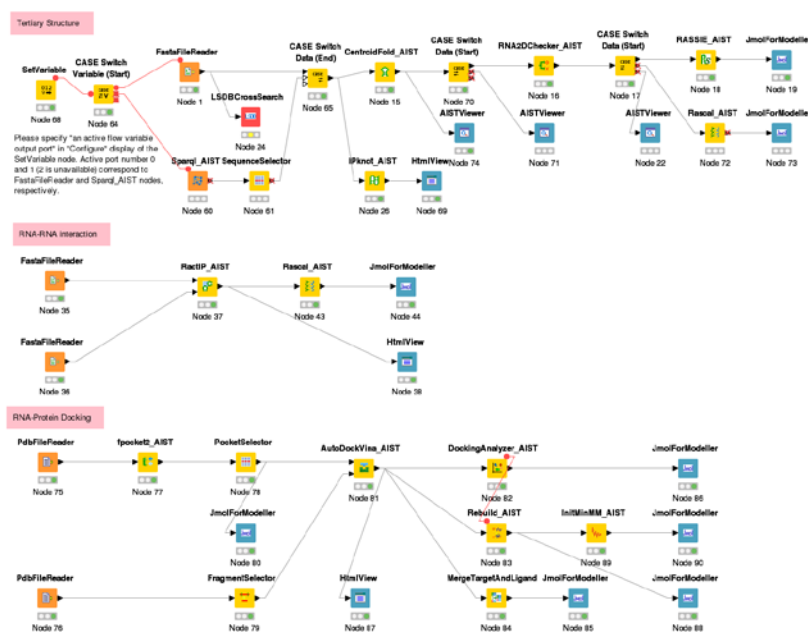 Tertiary Structure
SetVariable
Node 68
CASE Switch
Variable (Start)
Node 64
FastaFileReader
Node 1
LSDBCrossSearch
Node 24
CASE Switch
Data (End)
Node 65
CentroidFold_AIST
Node 15
CASE Switch
Data (Start)
Node 70
RNA2DChecker_AIST
Node 16
CASE Switch
Data (Start)
Node 17
RASSIE_AIST
Node 18
JmolForModeller
Node 19
AISTViewer
Node 74
AISTViewer
Node 71
Node 22
AISTViewer
Rascal_AIST
Node 72
JmolForModeller
Node 73
Please specify "an active flow variable
output port" in "Configure" display of the
SetVariable node. Active port number 0
and 1 (2 is unavailable) correspond to
FastaFileReader and Sparql_AIST nodes,
respectively.
Sparql_AIST
Node 60
SequenceSelector
Node 61
IPknot_AIST
Node 26
HtmlView
Node 69
RNA-RNA Interaction
FastaFileReader
Node 35
RactIP_AIST
Node 37
Rascal_AIST
Node 43
JmolForModeller
Node 44
FastaFileReader
Node 36
HtmlView
Node 38
RNA-Protein Docking
PdbFileReader
Node 75
fpocket2_AIST
Node 77
PocketSelector
Node 78
AutoDockVina_AIST
Node 81
DockingAnalyzer_AIST
Node 82
JmolForModeller
Node 86
JmolForModeller
Node 80
Rebuild_AIST
Node 83
InitMinMM_AIST
Node 89
JmolForModeller
Node 90
PdbFileReader
Node 76
FragmentSelector
Node 79
HtmlView
Node 87
MergeTargetAndLigand
Node 84
JmolForModeller
Node 85
JmolForModeller
Node 88